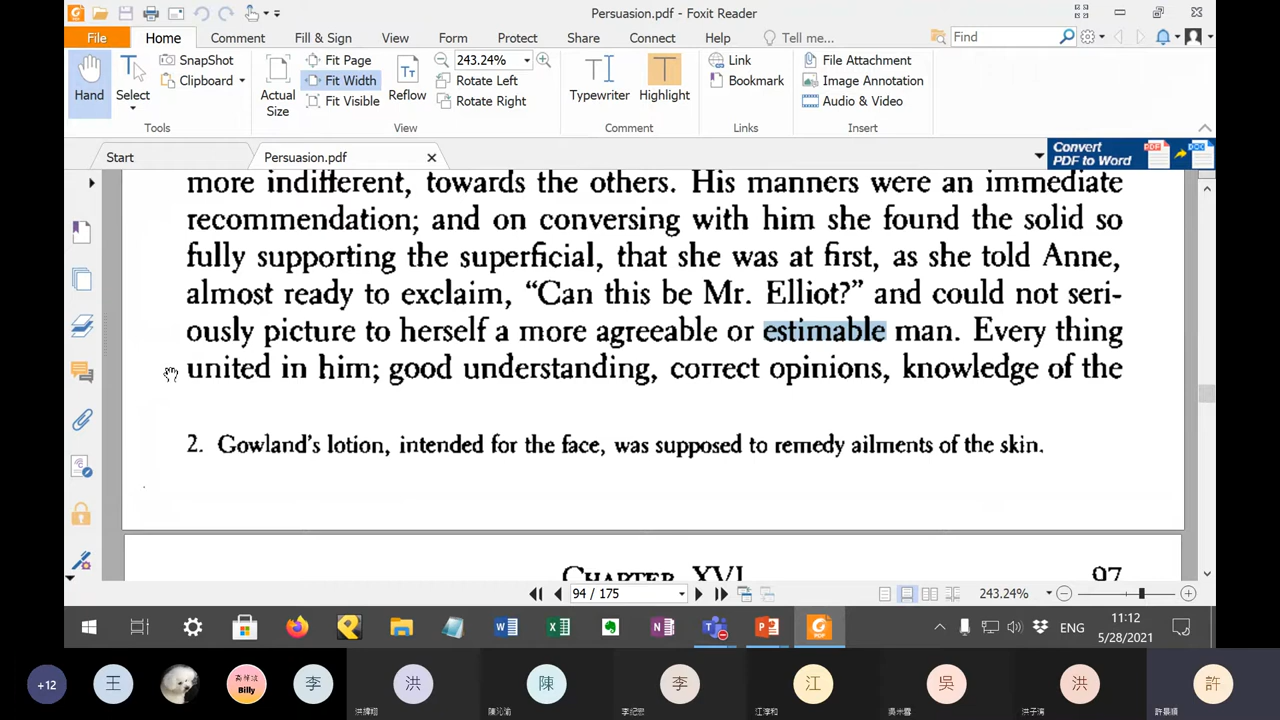 Persuasion.pdf - Foxit Reader
File Home Comment Fill & Sign View Form Protect Share Connect Help Tell me... Find
Hand
Select
SnapShot
Clipboard
Tools
Actual
Size
Fit Page
Fit Width
Fit Visible
Reflow
243.24%
Rotate Left
Rotate Right
View
Typewriter
Highlight
Comment
Link
Bookmark
Links
File Attachment
Image Annotation
Audio & Video
Insert
Start
Persuasion.pdf
Convert
PDF to Word
more indifferent, towards the others. His manners were an immediate
recommendation; and on conversing with him she found the solid so
fully supporting the superficial, that she was at first, as she told Anne,
almost ready to exclaim, “Can this be Mr. Elliot?” and could not seri-
ously picture to herself a more agreeable or estimable man. Every thing
united in him; good understanding, correct opinions, knowledge of the
2. Gowland's lotion, intended for the face, was supposed to remedy ailments of the skin.
CHAPTER XVI 97
94 / 175 243.24%
ENG
11:12
5/28/2021
+12 王 Billy 李 洪 陳 李 江 吳 洪 許